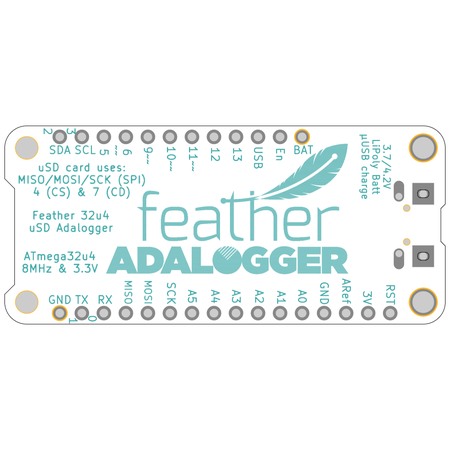 2 3
SDA SCL 5-- 6-- 9-- 10-- 11-- 12 13 USB En BAT
uSD card uses:
MISO/MOSI/SCK (SPI)
4 (CS) & 7 (CD)
3.7/4.2V
LiPoly Batt
µUSB charge
Feather 32u4
uSD Adalogger
feather
ADALOGGER
ATmega32u4
8MHz & 3.3V
GND TX RX MISO MOSI SCK A5 A4 A3 A2 A1 A0 GND ARef 3V RST
1 0